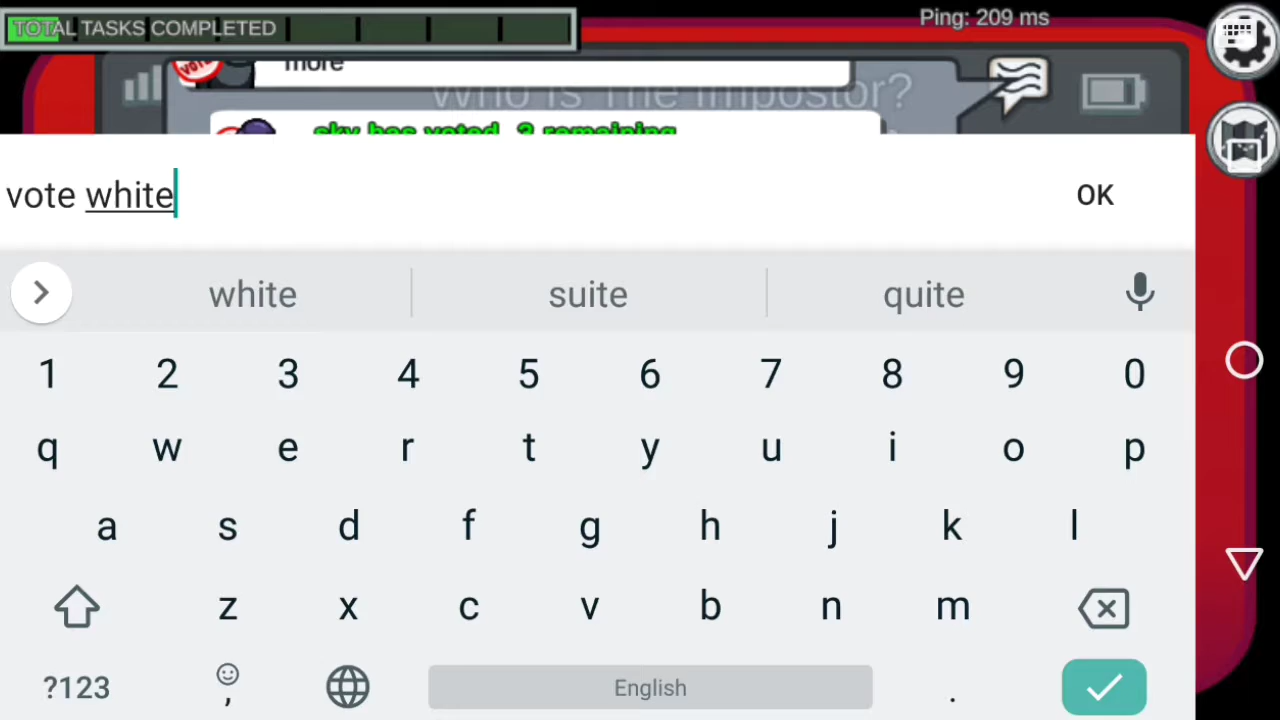 TOTAL TASKS COMPLETED
Ping: 209 ms
VOTED
more
Who Is The Impostor?
sky has voted. 3 remaining
vote white
OK
white suite quite
1 2 3 4 5 6 7 8 9 0
q w e r t y u i o p
a s d f g h j k l
z x c v b n m
?123 , English .